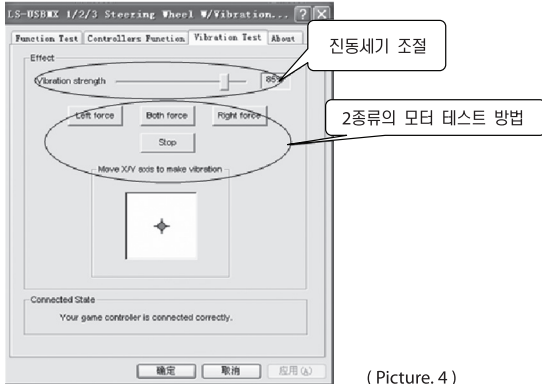 LS-USBMX 1/2/3 Steering Wheel W/Vibration...
Function Test Controllers Function Vibration Test About
진동세기 조절
Effect
Vibration strength 86%
2종류의 모터 테스트 방법
Left force Both force Right force
Stop
Move X/Y axis to make vibration
Connected State
Your game controller is connected correctly.
確定 取消 应用(A)
( Picture. 4 )